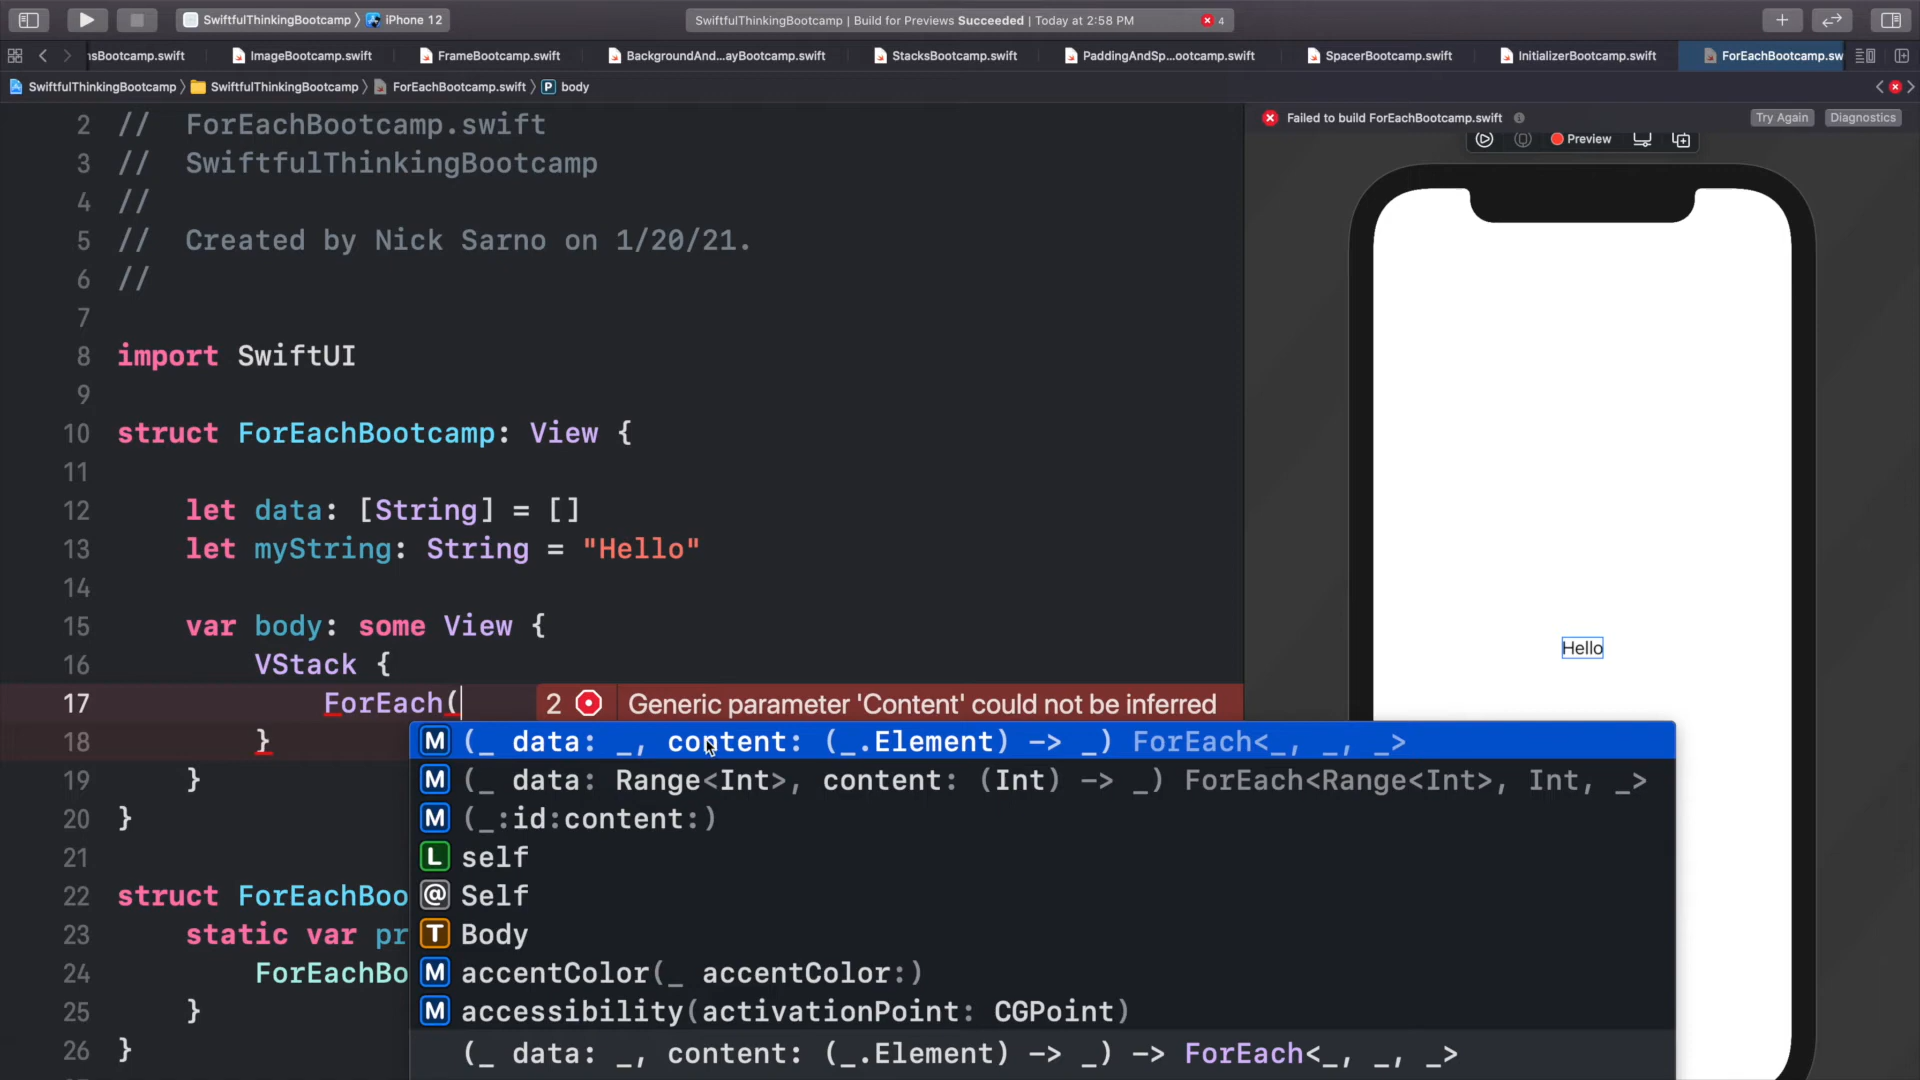 SwiftfulThinkingBootcamp 〉 iPhone 12
SwiftfulThinkingBootcamp | Build for Previews Succeeded | Today at 2:58 PM
4
nsBootcamp.swift
ImageBootcamp.swift
FrameBootcamp.swift
BackgroundAnd...ayBootcamp.swift
StacksBootcamp.swift
PaddingAndSp...ootcamp.swift
SpacerBootcamp.swift
InitializerBootcamp.swift
ForEachBootcamp.sw
SwiftfulThinkingBootcamp 〉 SwiftfulThinkingBootcamp 〉 ForEachBootcamp.swift 〉 P body
Failed to build ForEachBootcamp.swift
Try Again
Diagnostics
Preview
2 // ForEachBootcamp.swift
3 // SwiftfulThinkingBootcamp
4 //
5 // Created by Nick Sarno on 1/20/21.
6 //
7
8 import SwiftUI
9
10 struct ForEachBootcamp: View {
11
12 let data: [String] = []
13 let myString: String = "Hello"
14
15 var body: some View {
16 VStack {
17 ForEach(
2 Generic parameter 'Content' could not be inferred
18 }
19 }
20 }
21
22 struct ForEachBoo
23 static var pr
24 ForEachBo
25 }
26 }
M (_ data: _, content: (_.Element) -> _) ForEach<_, _, _>
M (_ data: Range<Int>, content: (Int) -> _) ForEach<Range<Int>, Int, _>
M (_:id:content:)
L self
@ Self
T Body
M accentColor(_ accentColor:)
M accessibility(activationPoint: CGPoint)
(_ data: _, content: (_.Element) -> _) -> ForEach<_, _, _>
Hello